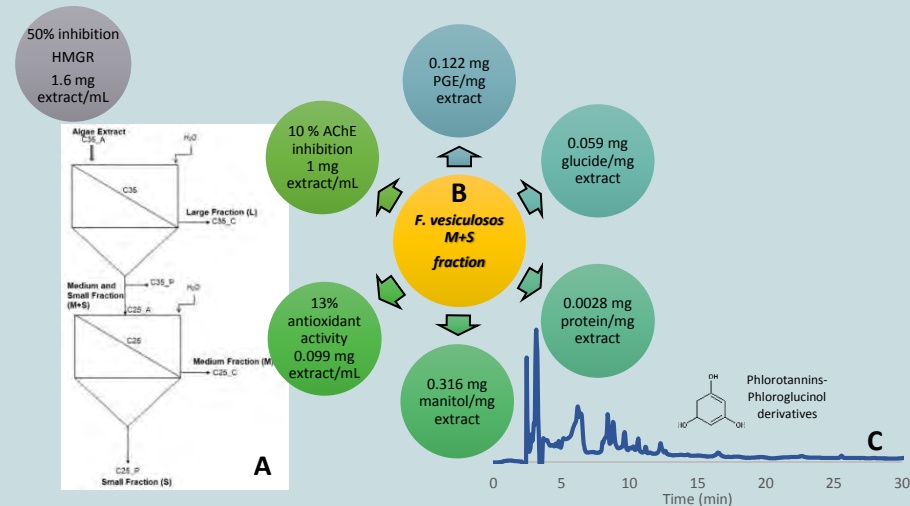 50% inhibition
HMGR
1.6 mg
extract/mL
Algae Extract
C35_A
H₂O
C35
Large Fraction (L)
C35_C
C35_P
Medium and
Small Fraction
(M+S)
H₂O
C25_A
C25
Medium Fraction (M)
C25_C
C25_P
Small Fraction (S)
A
0.122 mg
PGE/mg
extract
10 % AChE
inhibition
1 mg
extract/mL
0.059 mg
glucide/mg
extract
B
F. vesiculosos
M+S
fraction
13%
antioxidant
activity
0.099 mg
extract/mL
0.0028 mg
protein/mg
extract
0.316 mg
manitol/mg
extract
OH
HO
OH
Phlorotannins-
Phloroglucinol
derivatives
C
0 5 10 15 20 25 30
Time (min)